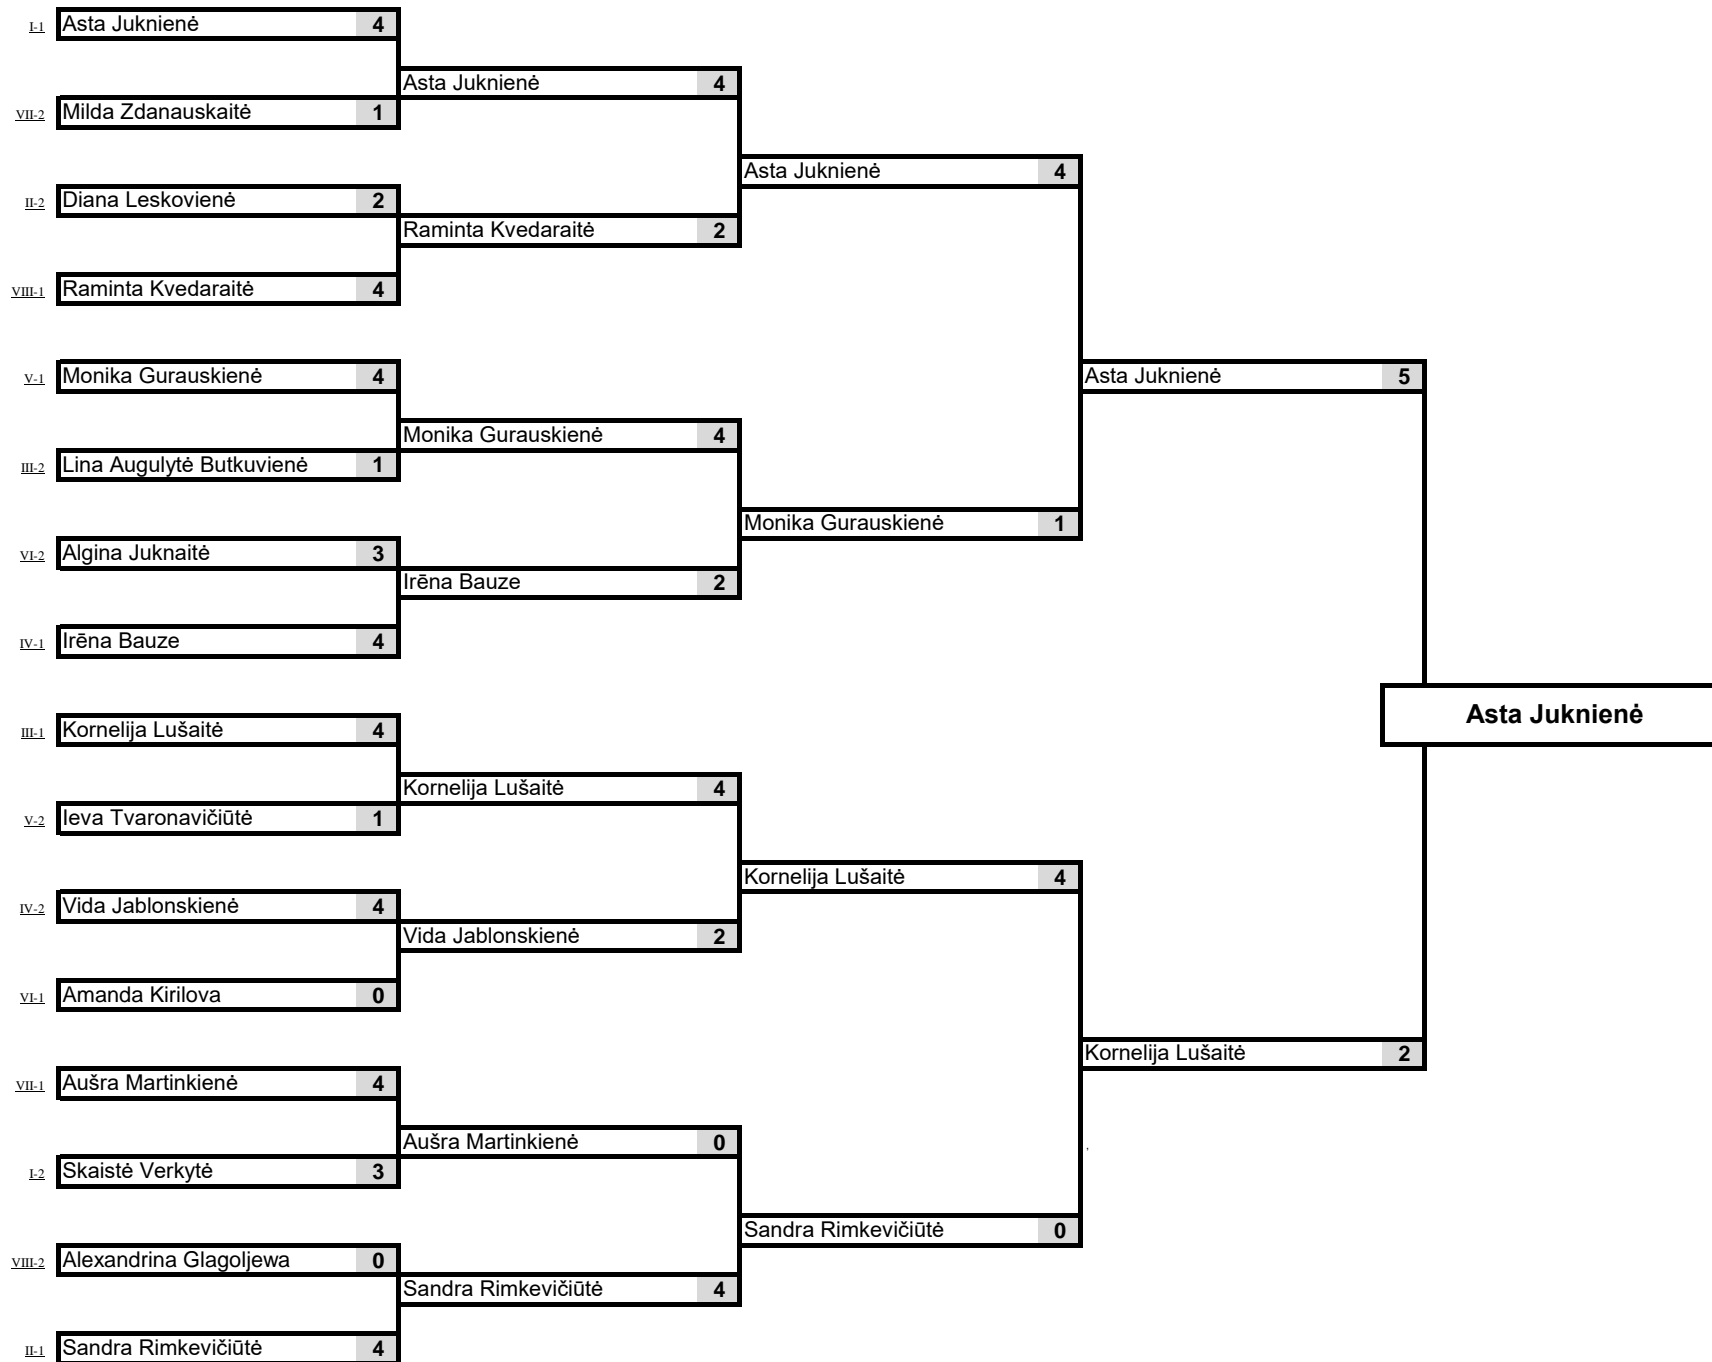 I-1 Asta Juknienė 4
Asta Juknienė 4
VII-2 Milda Zdanauskaitė 1
Asta Juknienė 4
II-2 Diana Leskovienė 2
Raminta Kvedaraitė 2
VIII-1 Raminta Kvedaraitė 4
V-1 Monika Gurauskienė 4
Asta Juknienė 5
Monika Gurauskienė 4
III-2 Lina Augulytė Butkuvienė 1
Monika Gurauskienė 1
VI-2 Algina Juknaitė 3
Irēna Bauze 2
IV-1 Irēna Bauze 4
Asta Juknienė
III-1 Kornelija Lušaitė 4
Kornelija Lušaitė 4
V-2 Ieva Tvaronavičiūtė 1
Kornelija Lušaitė 4
IV-2 Vida Jablonskienė 4
Vida Jablonskienė 2
VI-1 Amanda Kirilova 0
Kornelija Lušaitė 2
VII-1 Aušra Martinkienė 4
Aušra Martinkienė 0
I-2 Skaistė Verkytė 3
Sandra Rimkevičiūtė 0
VIII-2 Alexandrina Glagoljewa 0
Sandra Rimkevičiūtė 4
II-1 Sandra Rimkevičiūtė 4